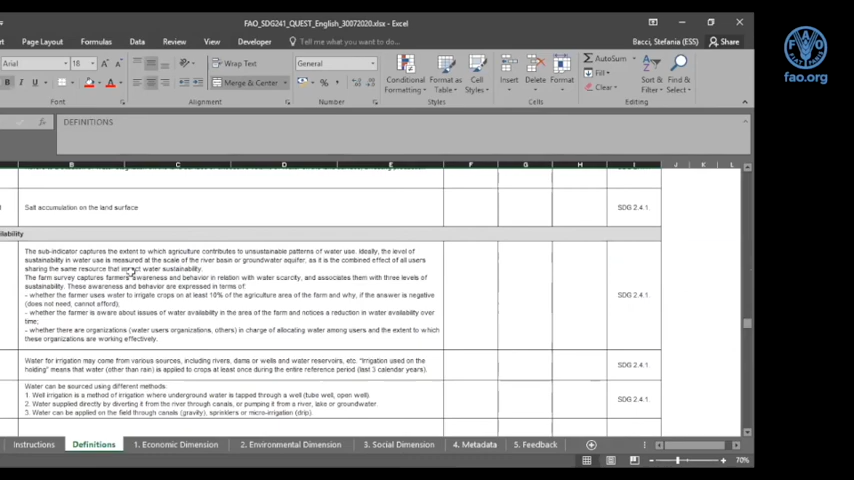 FAO_SDG241_QUEST_English_30072020.xlsx - Excel
Bacci, Stefania (ESS)
Page Layout Formulas Data Review View Developer Tell me what you want to do... Share
Arial 18 A A Wrap Text General AutoSum
B I U A Merge & Center % , Conditional Formatting Format as Table Cell Styles Insert Delete Format Fill Clear Sort & Filter Find & Select
Font Alignment Number Styles Cells Editing
fx DEFINITIONS
B C D E F G H I J K L
Salt accumulation on the land surface SDG 2.4.1.
ailability
The sub-indicator captures the extent to which agriculture contributes to unsustainable patterns of water use. Ideally, the level of
sustainability in water use is measured at the scale of the river basin or groundwater aquifer, as it is the combined effect of all users
sharing the same resource that impact water sustainability.
The farm survey captures farmers' awareness and behavior in relation with water scarcity, and associates them with three levels of
sustainability. These awareness and behavior are expressed in terms of:
- whether the farmer uses water to irrigate crops on at least 10% of the agriculture area of the farm and why, if the answer is negative
(does not need, cannot afford).
- whether the farmer is aware about issues of water availability in the area of the farm and notices a reduction in water availability over
time;
- whether there are organizations (water users organizations, others) in charge of allocating water among users and the extent to which
these organizations are working effectively.
SDG 2.4.1.
Water for irrigation may come from various sources, including rivers, dams or wells and water reservoirs, etc. "Irrigation used on the
holding" means that water (other than rain) is applied to crops at least once during the entire reference period (last 3 calendar years).
SDG 2.4.1.
Water can be sourced using different methods:
1. Well irrigation is a method of irrigation where underground water is tapped through a well (tube well, open well)
2. Water supplied directly by diverting it from the river through canals, or pumping it from a river, lake or groundwater.
3. Water can be applied on the field through canals (gravity), sprinklers or micro-irrigation (drip).
SDG 2.4.1.
Instructions Definitions 1. Economic Dimension 2. Environmental Dimension 3. Social Dimension 4. Metadata 5. Feedback
70%
FAO
FIAT PANIS
fao.org